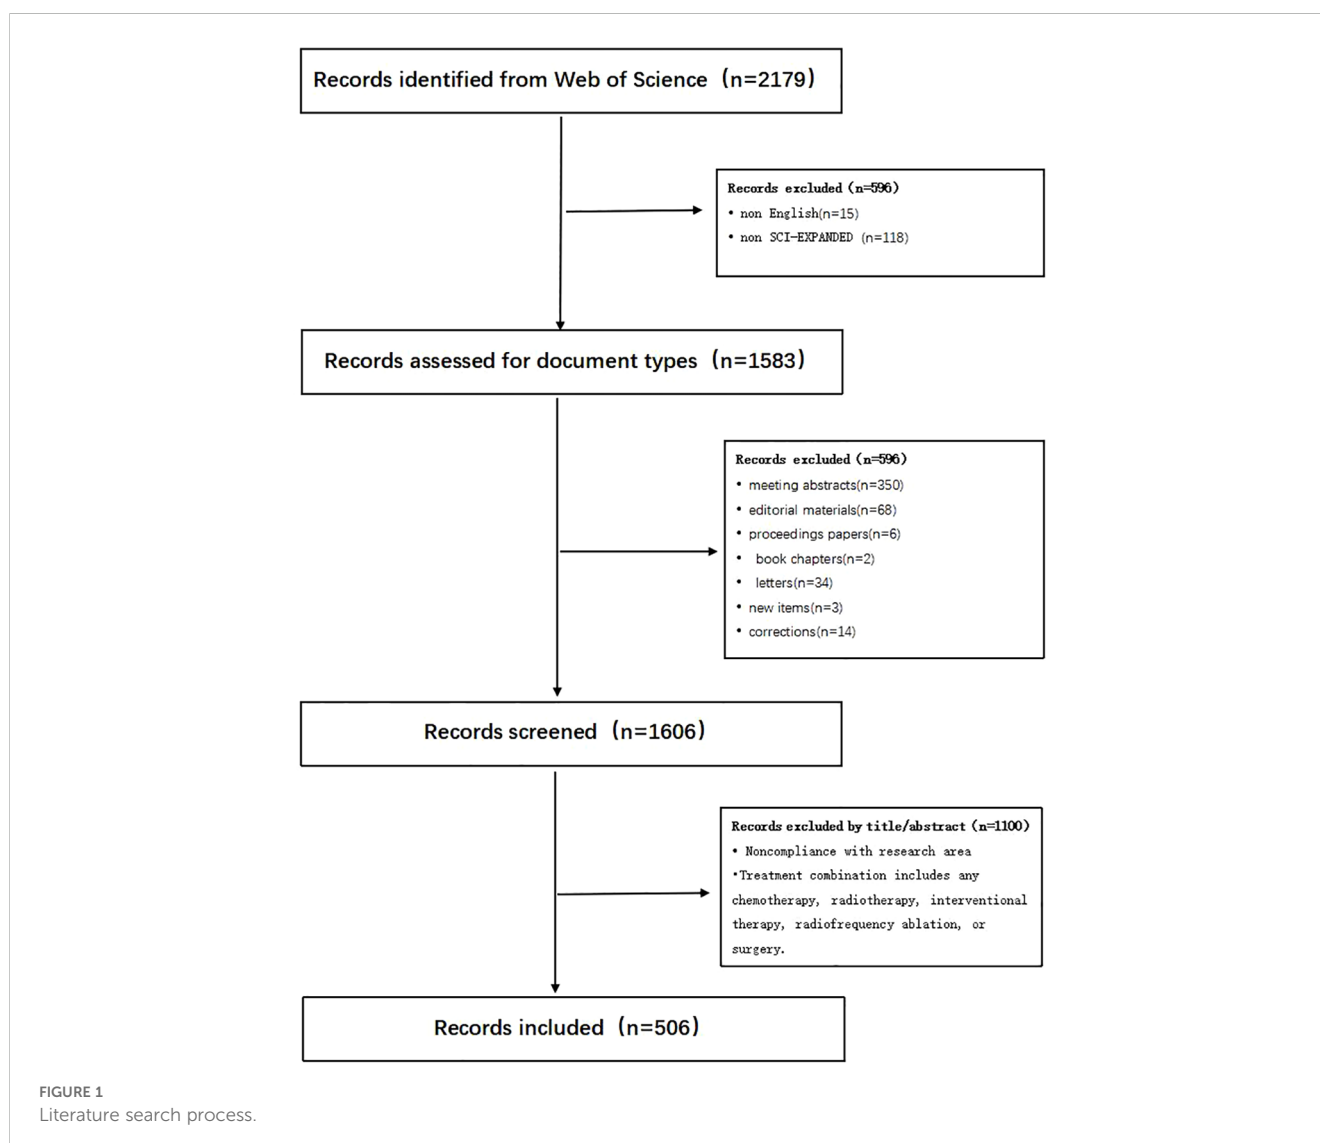 Records identified from Web of Science（n=2179）
Records excluded（n=596）
• non English(n=15)
• non SCI-EXPANDED (n=118)
Records assessed for document types（n=1583）
Records excluded（n=596）
• meeting abstracts(n=350)
• editorial materials(n=68)
• proceedings papers(n=6)
• book chapters(n=2)
• letters(n=34)
• new items(n=3)
• corrections(n=14)
Records screened（n=1606）
Records excluded by title/abstract（n=1100）
• Noncompliance with research area
•Treatment combination includes any
chemotherapy, radiotherapy, interventional
therapy, radiofrequency ablation, or
surgery.
Records included（n=506）
FIGURE 1
Literature search process.